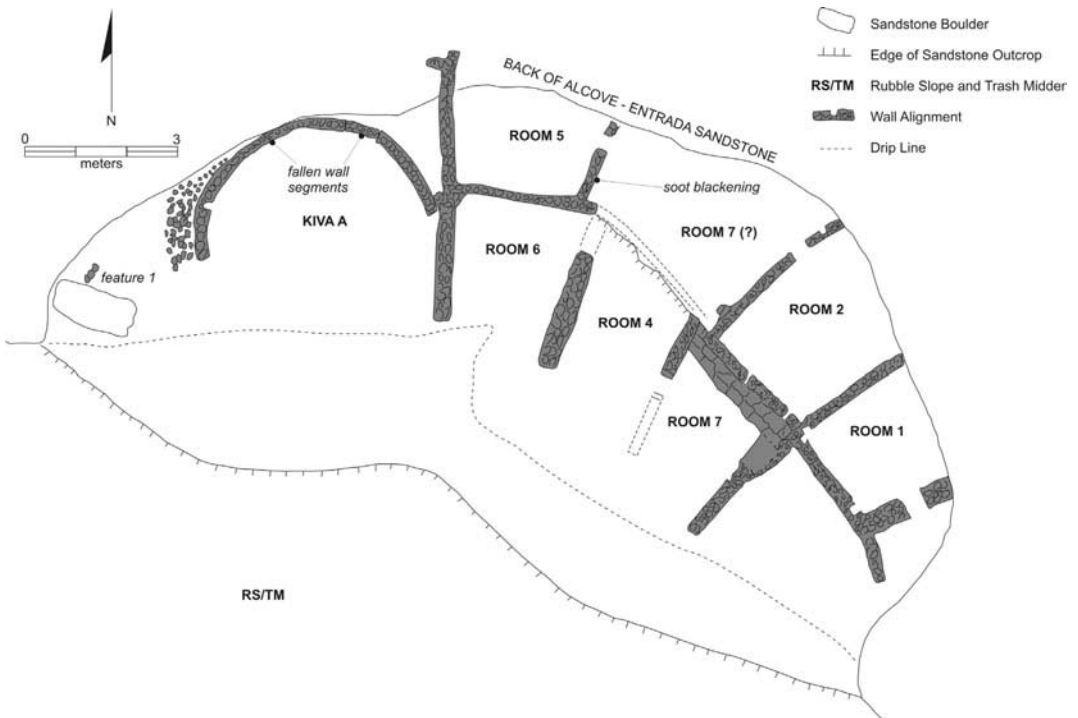 Sandstone Boulder
Edge of Sandstone Outcrop
RS/TM Rubble Slope and Trash Midden
Wall Alignment
Drip Line
N
0 3
meters
BACK OF ALCOVE - ENTRADA SANDSTONE
ROOM 5
fallen wall
segments
soot blackening
KIVA A
ROOM 7 (?)
ROOM 6
feature 1
ROOM 2
ROOM 4
ROOM 7
ROOM 1
RS/TM